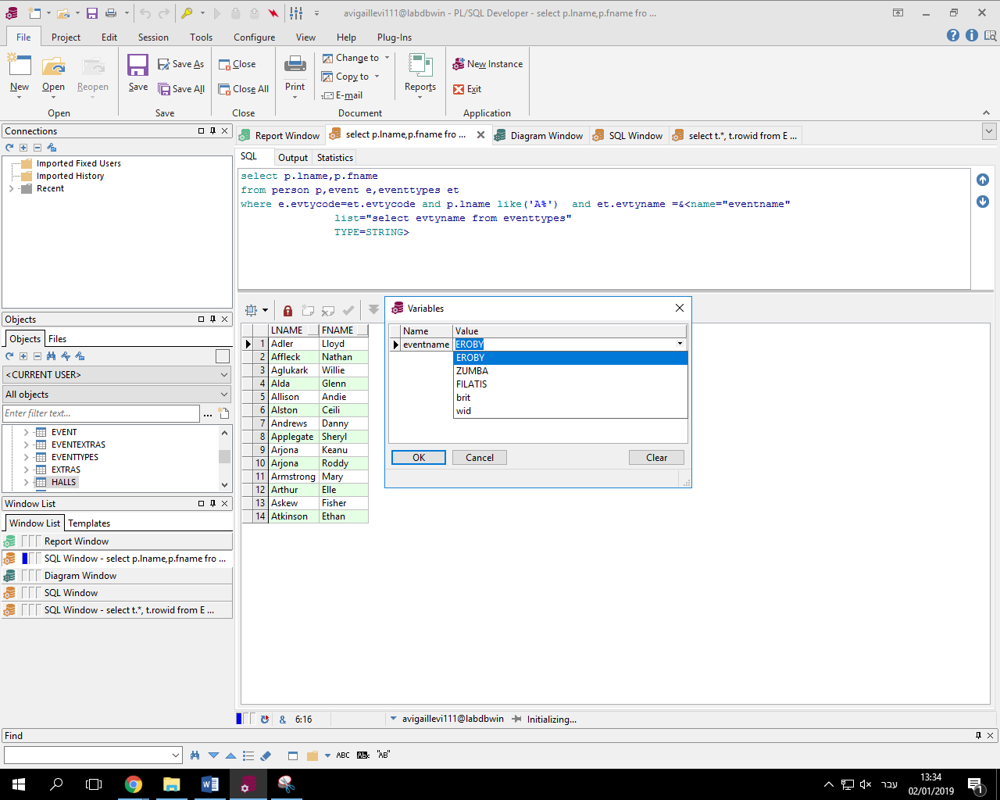 avigaillevi111@labdbwin - PL/SQL Developer - select p.lname,p.fname fro ...
File Project Edit Session Tools Configure View Help Plug-Ins
New Open Reopen Save Save As Save All Close Close All Print Change to Copy to E-mail Reports New Instance Exit
Open Save Close Document Application
Connections
Imported Fixed Users
Imported History
Recent
Objects
Objects Files
<CURRENT USER>
All objects
Enter filter text...
EVENT
EVENTEXTRAS
EVENTTYPES
EXTRAS
HALLS
Window List
Window List Templates
Report Window
SQL Window - select p.lname,p.fname fro ...
Diagram Window
SQL Window
SQL Window - select t.*, t.rowid from E ...
Report Window select p.lname,p.fname fro ... Diagram Window SQL Window select t.*, t.rowid from E ...
SQL Output Statistics
select p.lname,p.fname
from person p,event e,eventtypes et
where e.evtycode=et.evtycode and p.lname like('A%')  and et.evtyname =&<name="eventname"
list="select evtyname from eventtypes"
TYPE=STRING>
LNAME FNAME
1 Adler Lloyd
2 Affleck Nathan
3 Aglukark Willie
4 Alda Glenn
5 Allison Andie
6 Alston Ceili
7 Andrews Danny
8 Applegate Sheryl
9 Arjona Keanu
10 Arjona Roddy
11 Armstrong Mary
12 Arthur Elle
13 Askew Fisher
14 Atkinson Ethan
Variables
Name Value
eventname EROBY
EROBY
ZUMBA
FILATIS
brit
wid
OK Cancel Clear
& 6:16 avigaillevi111@labdbwin Initializing...
Find
ABC AB "AB"
עבר
13:34
02/01/2019
1